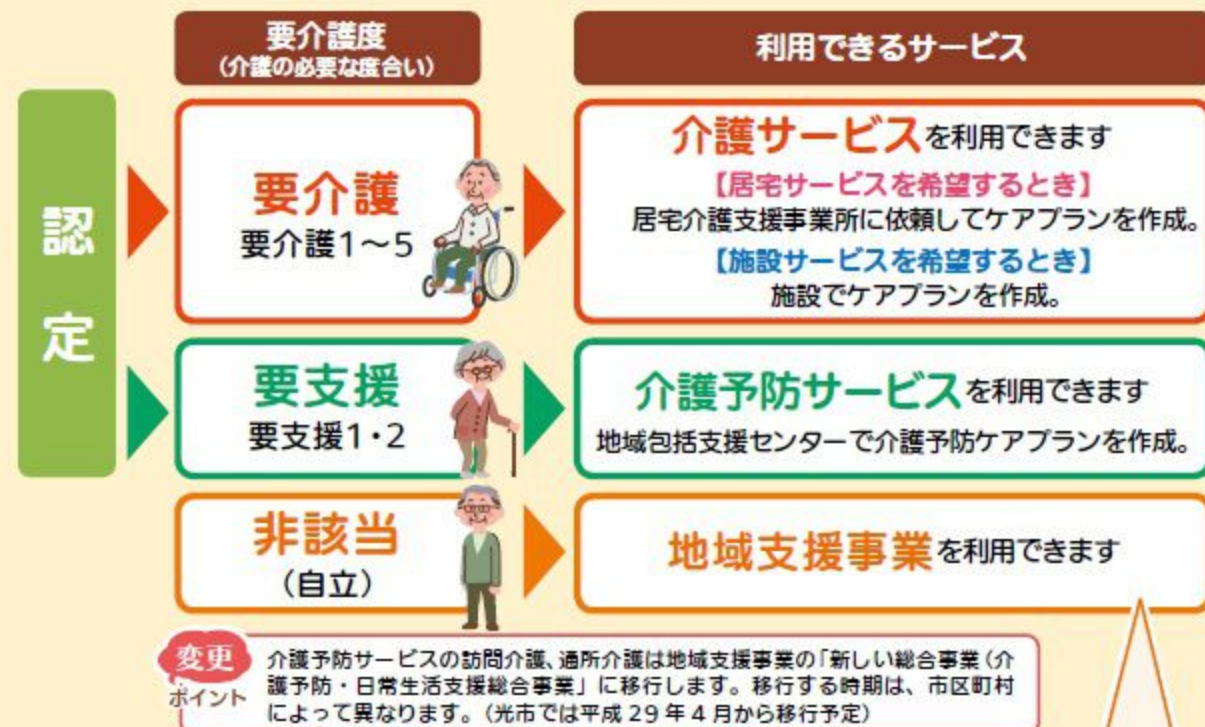 要介護度
(介護の必要な度合い)
利用できるサービス
認定
要介護
要介護1～5
介護サービスを利用できます
【居宅サービスを希望するとき】
居宅介護支援事業所に依頼してケアプランを作成。
【施設サービスを希望するとき】
施設でケアプランを作成。
要支援
要支援1・2
介護予防サービスを利用できます
地域包括支援センターで介護予防ケアプランを作成。
非該当
(自立)
地域支援事業を利用できます
変更
ポイント
介護予防サービスの訪問介護、通所介護は地域支援事業の「新しい総合事業(介
護予防・日常生活支援総合事業」に移行します。移行する時期は、市区町村
によって異なります。(光市では平成29年4月から移行予定)